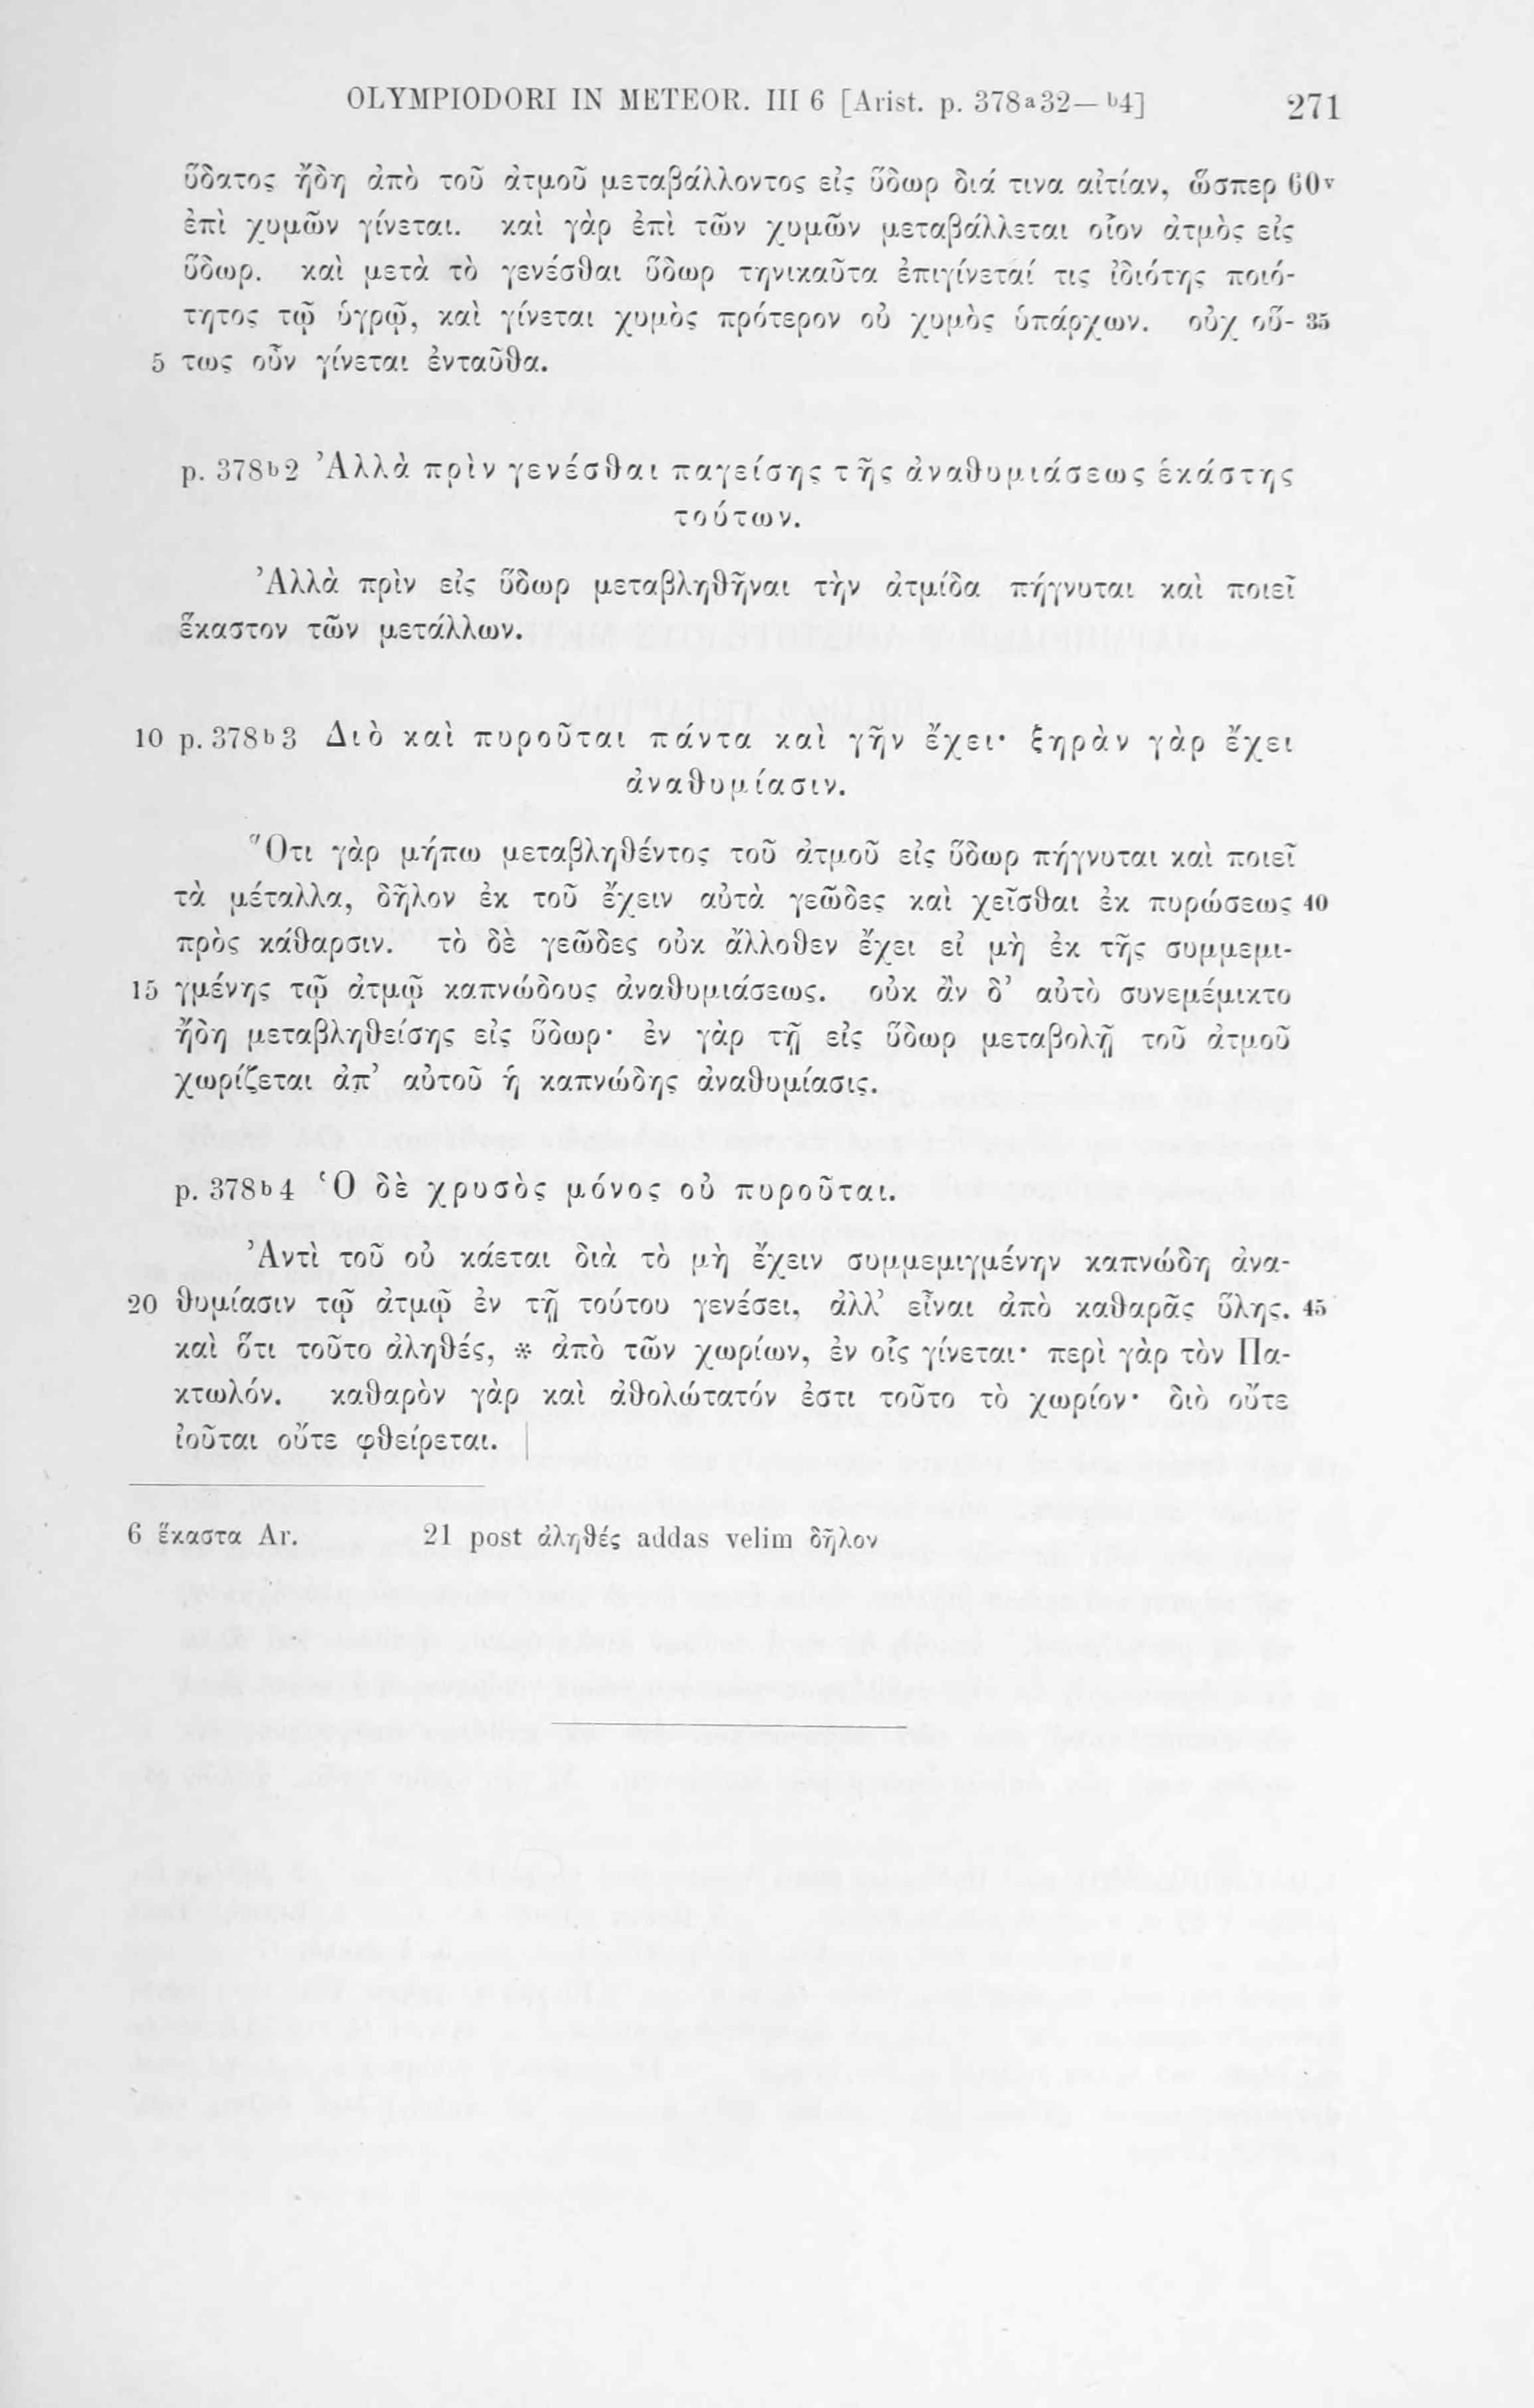 OLYMPIODORI IN METEOR. III 6 [Arist. p. 378a32— b4] 271
ὕδατος ἤδη ἀπὸ τοῦ ἀτμοῦ μεταβάλλοντος εἰς ὕδωρ διά τινα αἰτίαν, ὥσπερ 60v
ἐπὶ χυμῶν γίνεται. καὶ γὰρ ἐπὶ τῶν χυμῶν μεταβάλλεται οἷον ἀτμὸς εἰς
ὕδωρ. καὶ μετὰ τὸ γενέσθαι ὕδωρ τηνικαῦτα ἐπιγίνεταί τις ἰδιότης ποιό-
τητος τῷ ὑγρῷ, καὶ γίνεται χυμὸς πρότερον οὐ χυμὸς ὑπάρχων. οὐχ οὕ- 35
5 τως οὖν γίνεται ἐνταῦθα.
p. 378b2 Ἀλλὰ πρὶν γενέσθαι παγείσης τῆς ἀναθυμιάσεως ἑκάστης
τούτων.
Ἀλλὰ πρὶν εἰς ὕδωρ μεταβληθῆναι τὴν ἀτμίδα πήγνυται καὶ ποιεῖ
ἕκαστον τῶν μετάλλων.
10 p. 378b3 Διὸ καὶ πυροῦται πάντα καὶ γῆν ἔχει· ξηρὰν γὰρ ἔχει
ἀναθυμίασιν.
Ὅτι γὰρ μήπω μεταβληθέντος τοῦ ἀτμοῦ εἰς ὕδωρ πήγνυται καὶ ποιεῖ
τὰ μέταλλα, δῆλον ἐκ τοῦ ἔχειν αὐτὰ γεῶδες καὶ χεῖσθαι ἐκ πυρώσεως 40
πρὸς κάθαρσιν. τὸ δὲ γεῶδες οὐκ ἄλλοθεν ἔχει εἰ μὴ ἐκ τῆς συμμεμι-
15 γμένης τῷ ἀτμῷ καπνώδους ἀναθυμιάσεως. οὐκ ἂν δ’ αὐτὸ συνεμέμικτο
ἤδη μεταβληθείσης εἰς ὕδωρ· ἐν γὰρ τῇ εἰς ὕδωρ μεταβολῇ τοῦ ἀτμοῦ
χωρίζεται ἀπ’ αὐτοῦ ἡ καπνώδης ἀναθυμίασις.
p. 378b4 Ὁ δὲ χρυσὸς μόνος οὐ πυροῦται.
Ἀντὶ τοῦ οὐ κάεται διὰ τὸ μὴ ἔχειν συμμεμιγμένην καπνώδη ἀνα-
20 θυμίασιν τῷ ἀτμῷ ἐν τῇ τούτου γενέσει, ἀλλ’ εἶναι ἀπὸ καθαρᾶς ὕλης. 45
καὶ ὅτι τοῦτο ἀληθές, * ἀπὸ τῶν χωρίων, ἐν οἷς γίνεται· περὶ γὰρ τὸν Πα-
κτωλόν. καθαρὸν γὰρ καὶ ἀθολώτατόν ἐστι τοῦτο τὸ χωρίον· διὸ οὔτε
ἰοῦται οὔτε φθείρεται. |
6 ἕκαστα Ar. 21 post ἀληθές addas velim δῆλον